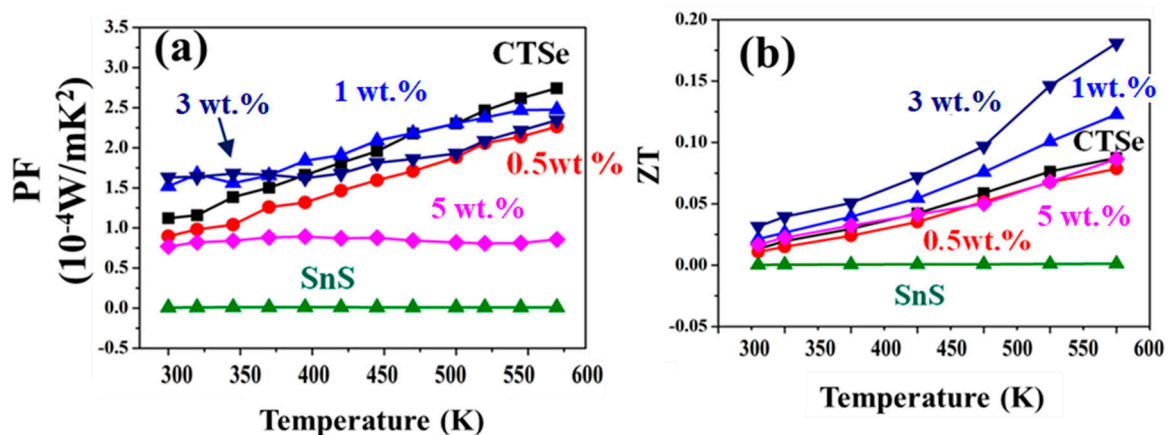 (a)
CTSe
3 wt.%
1 wt.%
0.5wt %
5 wt.%
SnS
PF
(10-4W/mK2)
3.5
3.0
2.5
2.0
1.5
1.0
0.5
0.0
-0.5
300 350 400 450 500 550 600
Temperature (K)
(b)
3 wt.%
1wt.%
CTSe
5 wt.%
0.5wt.%
SnS
ZT
0.20
0.15
0.10
0.05
0.00
-0.05
300 350 400 450 500 550 600
Temperature (K)